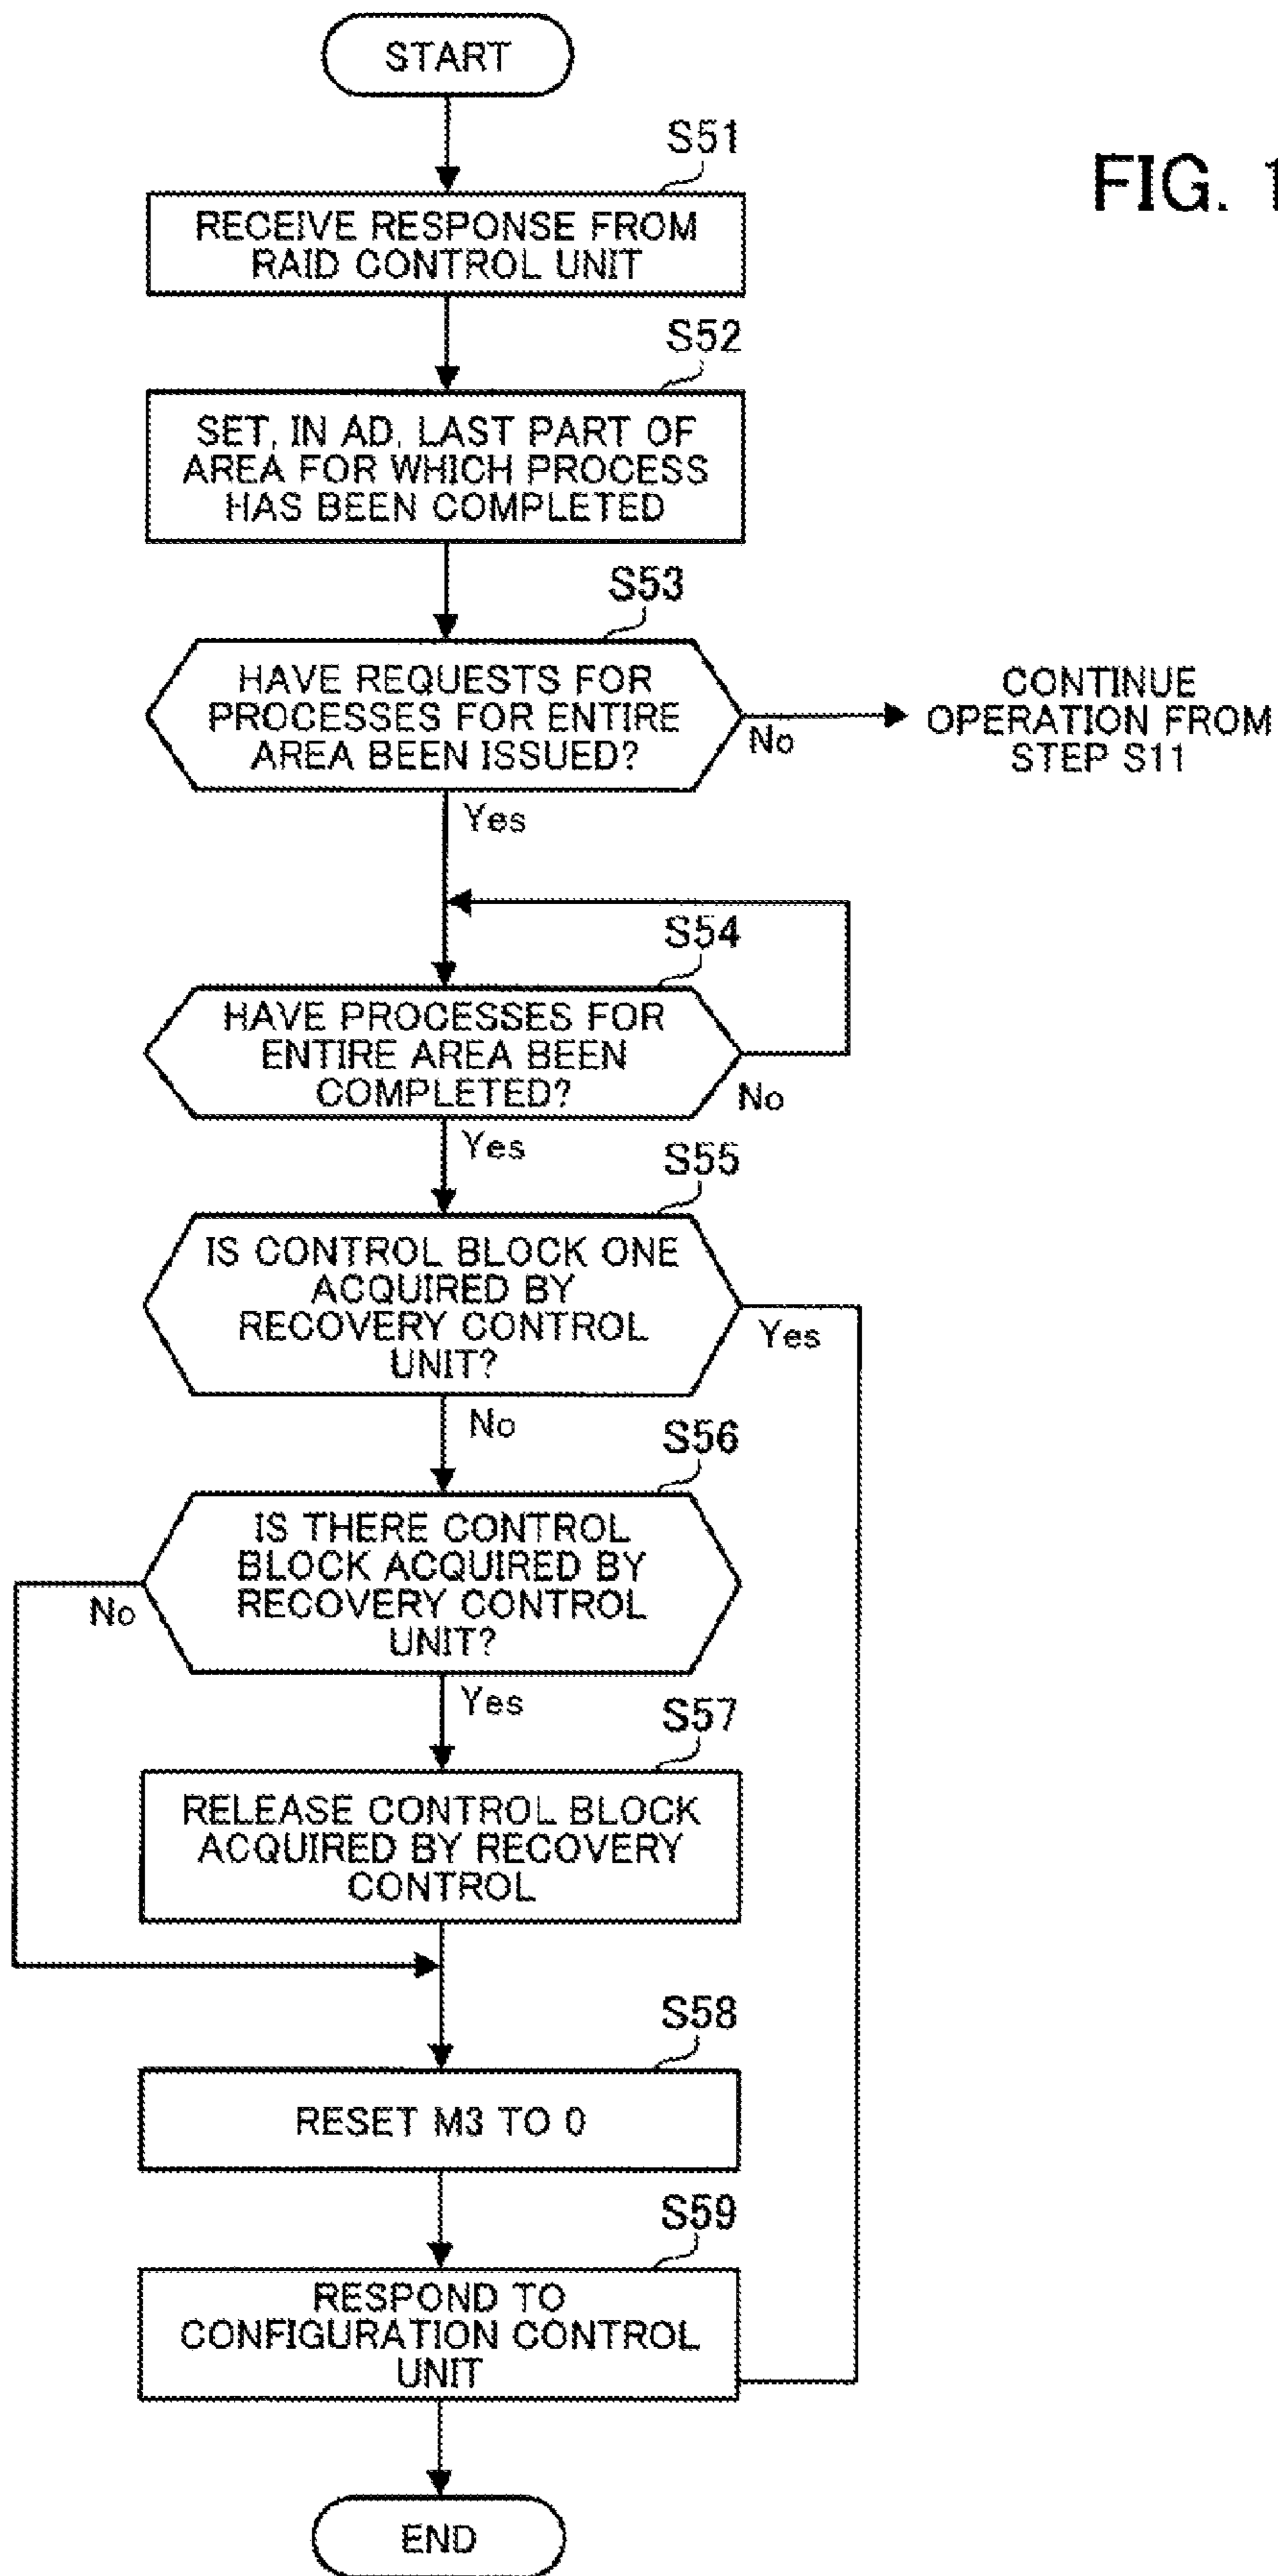 START
S51
FIG. 1
RECEIVE RESPONSE FROM
RAID CONTROL UNIT
S52
SET, IN AD, LAST PART OF
AREA FOR WHICH PROCESS
HAS BEEN COMPLETED
S53
HAVE REQUESTS FOR
PROCESSES FOR ENTIRE
AREA BEEN ISSUED?
No
CONTINUE
OPERATION FROM
STEP S11
Yes
S54
HAVE PROCESSES FOR
ENTIRE AREA BEEN
COMPLETED?
No
Yes
S55
IS CONTROL BLOCK ONE
ACQUIRED BY
RECOVERY CONTROL
UNIT?
Yes
No
S56
IS THERE CONTROL
BLOCK ACQUIRED BY
RECOVERY CONTROL
UNIT?
No
Yes
S57
RELEASE CONTROL BLOCK
ACQUIRED BY RECOVERY
CONTROL
S58
RESET M3 TO 0
S59
RESPOND TO
CONFIGURATION CONTROL
UNIT
END